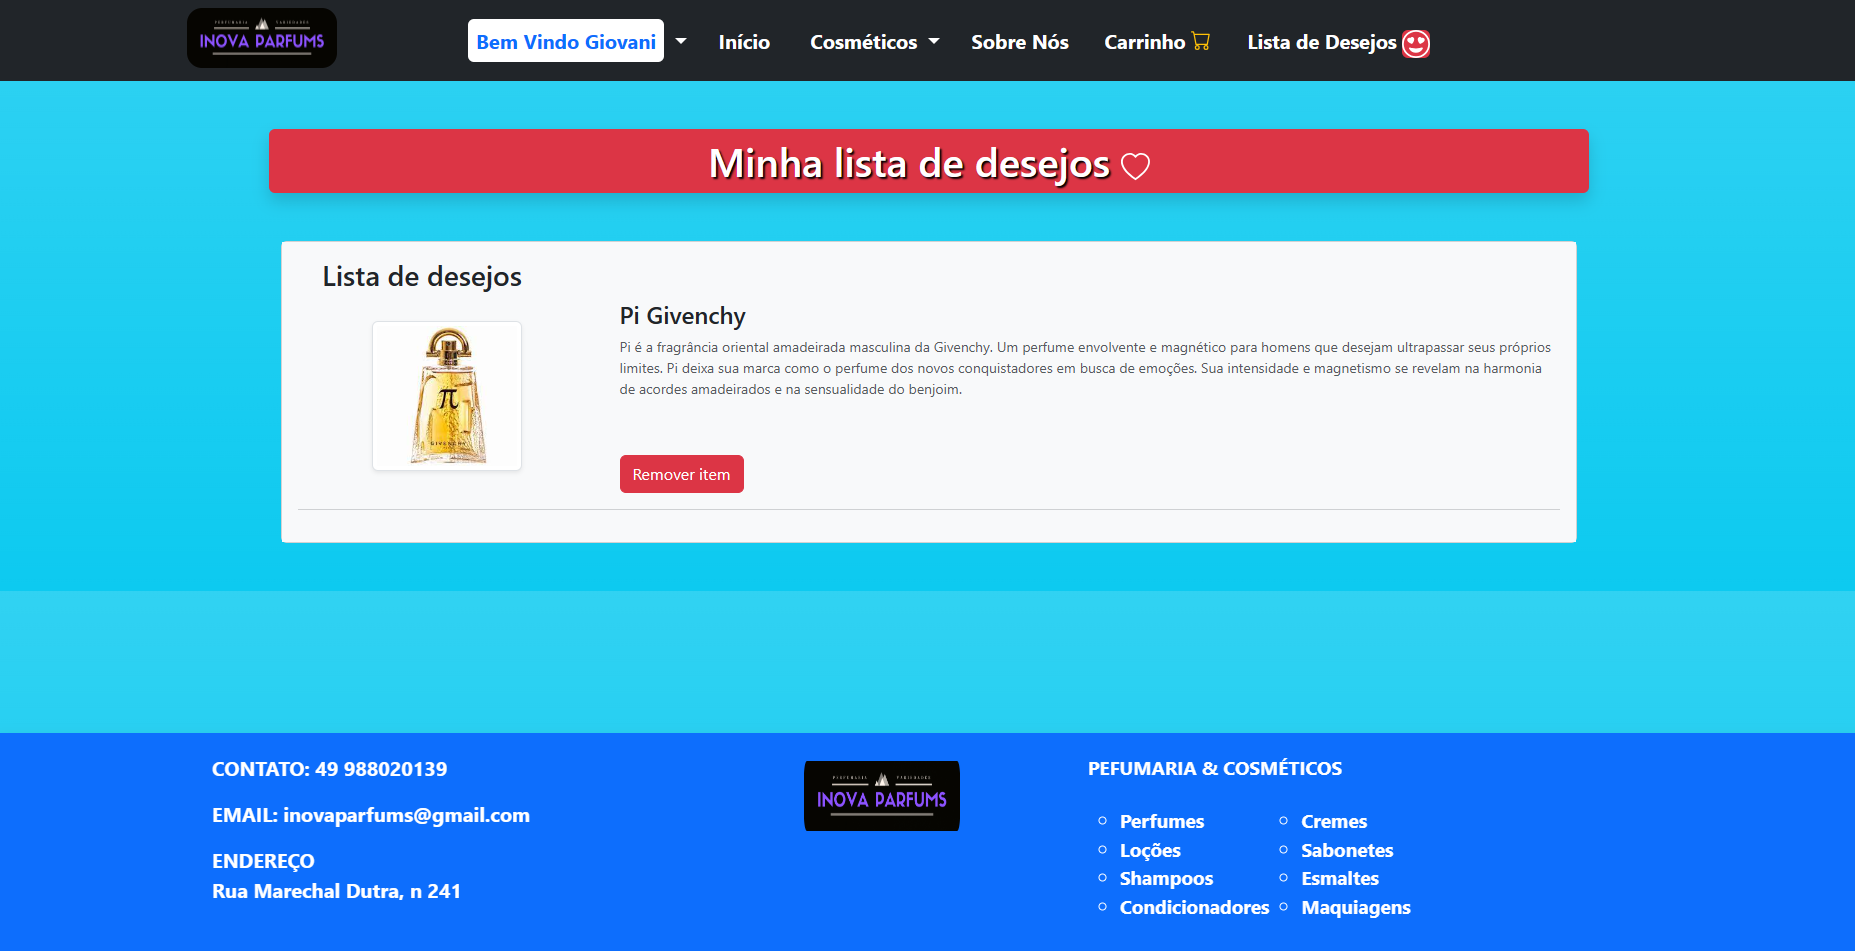 PERFUMARIA VARIEDADES
INOVA PARFUMS
Bem Vindo Giovani
Início
Cosméticos
Sobre Nós
Carrinho
Lista de Desejos
Minha lista de desejos
Lista de desejos
π
GIVENCHY
Pi Givenchy
Pi é a fragrância oriental amadeirada masculina da Givenchy. Um perfume envolvente e magnético para homens que desejam ultrapassar seus próprios
limites. Pi deixa sua marca como o perfume dos novos conquistadores em busca de emoções. Sua intensidade e magnetismo se revelam na harmonia
de acordes amadeirados e na sensualidade do benjoim.
Remover item
CONTATO: 49 988020139
EMAIL: inovaparfums@gmail.com
ENDEREÇO
Rua Marechal Dutra, n 241
PERFUMARIA VARIEDADES
INOVA PARFUMS
PEFUMARIA & COSMÉTICOS
Perfumes
Loções
Shampoos
Condicionadores
Cremes
Sabonetes
Esmaltes
Maquiagens